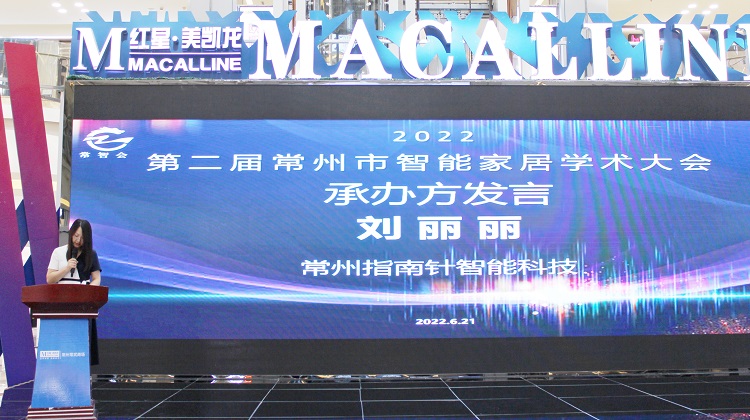 M 红星·美凯龙
MACALLINE
MACALLIN
常智会
2022
第二届常州市智能家居学术大会
承办方发言
刘丽丽
常州指南针智能科技
2022.6.21